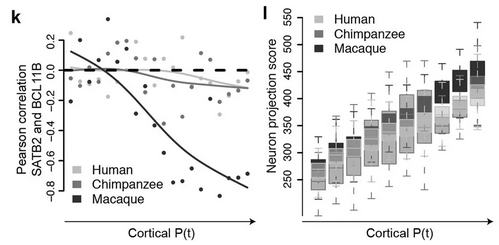 k
Pearson correlation
SATB2 and BCL11B
0.2
0.0
−0.2
−0.4
−0.6
−0.8
Human
Chimpanzee
Macaque
Cortical P(t)
l
Neuron projection score
550
500
450
400
350
300
250
Human
Chimpanzee
Macaque
Cortical P(t)